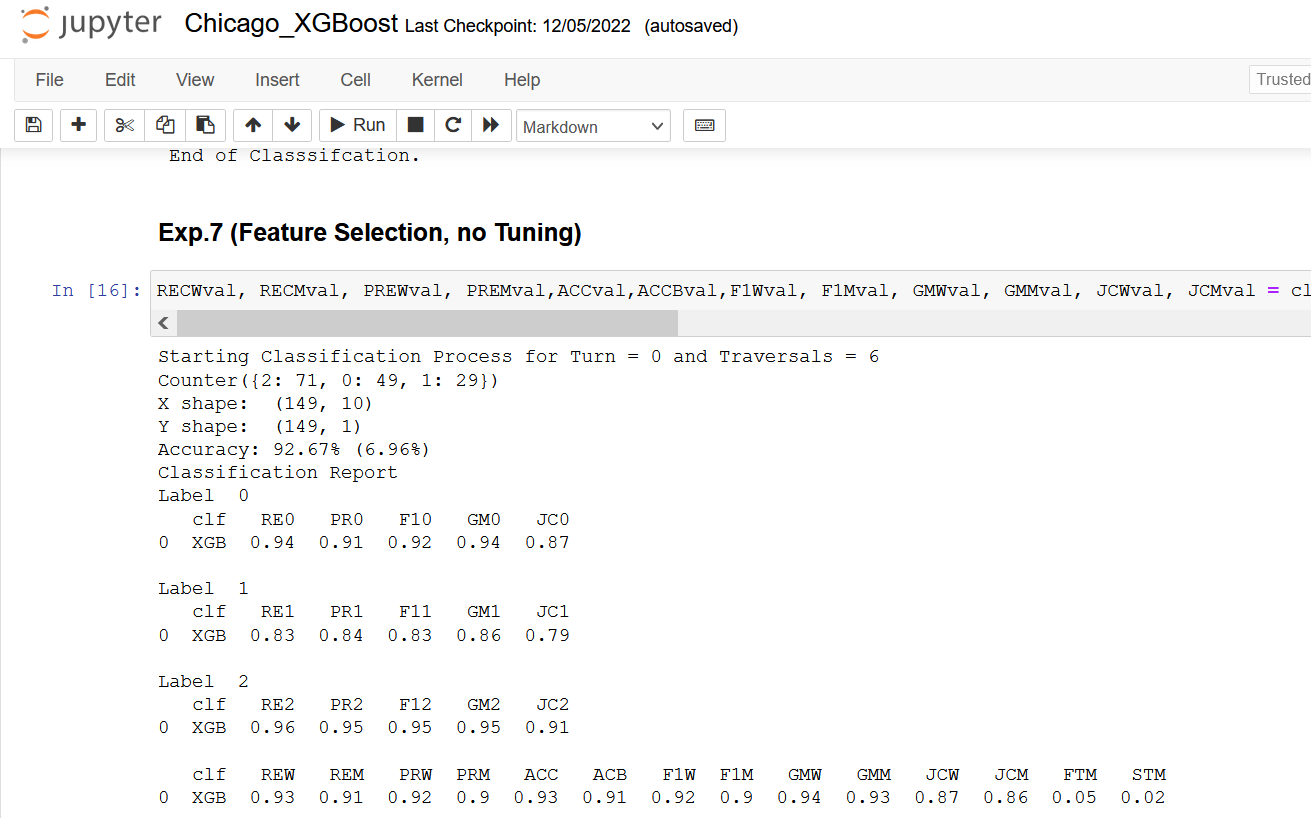 jupyter Chicago_XGBoost Last Checkpoint: 12/05/2022 (autosaved)
File Edit View Insert Cell Kernel Help Trusted
Run Markdown
End of Classsifcation.
Exp.7 (Feature Selection, no Tuning)
In [16]: RECWval, RECMval, PREWval, PREMval,ACCval,ACCBval,F1Wval, F1Mval, GMWval, GMMval, JCWval, JCMval = cl
Starting Classification Process for Turn = 0 and Traversals = 6
Counter({2: 71, 0: 49, 1: 29})
X shape: (149, 10)
Y shape: (149, 1)
Accuracy: 92.67% (6.96%)
Classification Report
Label 0
clf RE0 PR0 F10 GM0 JC0
0 XGB 0.94 0.91 0.92 0.94 0.87
Label 1
clf RE1 PR1 F11 GM1 JC1
0 XGB 0.83 0.84 0.83 0.86 0.79
Label 2
clf RE2 PR2 F12 GM2 JC2
0 XGB 0.96 0.95 0.95 0.95 0.91
clf REW REM PRW PRM ACC ACB F1W F1M GMW GMM JCW JCM FTM STM
0 XGB 0.93 0.91 0.92 0.9 0.93 0.91 0.92 0.9 0.94 0.93 0.87 0.86 0.05 0.02